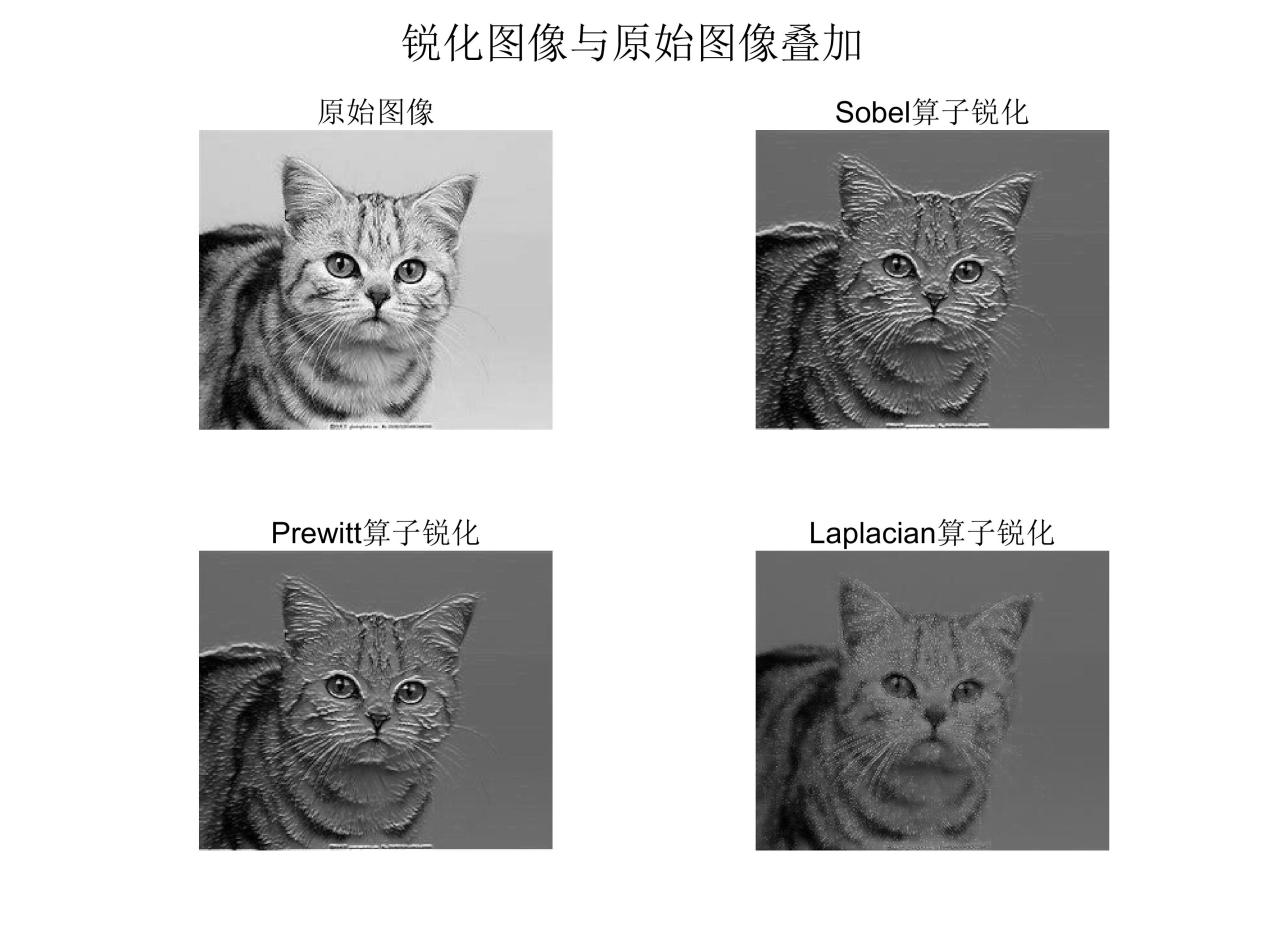 锐化图像与原始图像叠加
原始图像
Sobel算子锐化
Prewitt算子锐化
Laplacian算子锐化